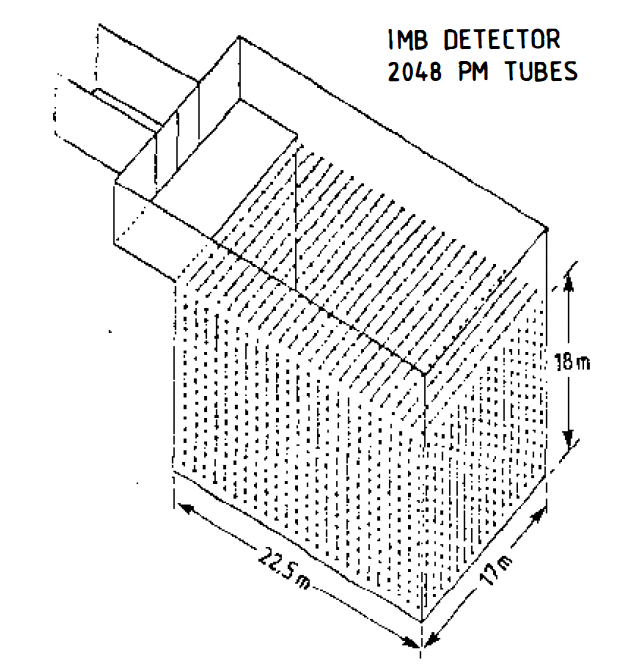 IMB DETECTOR
2048 PM TUBES
18m
22.5m
17m